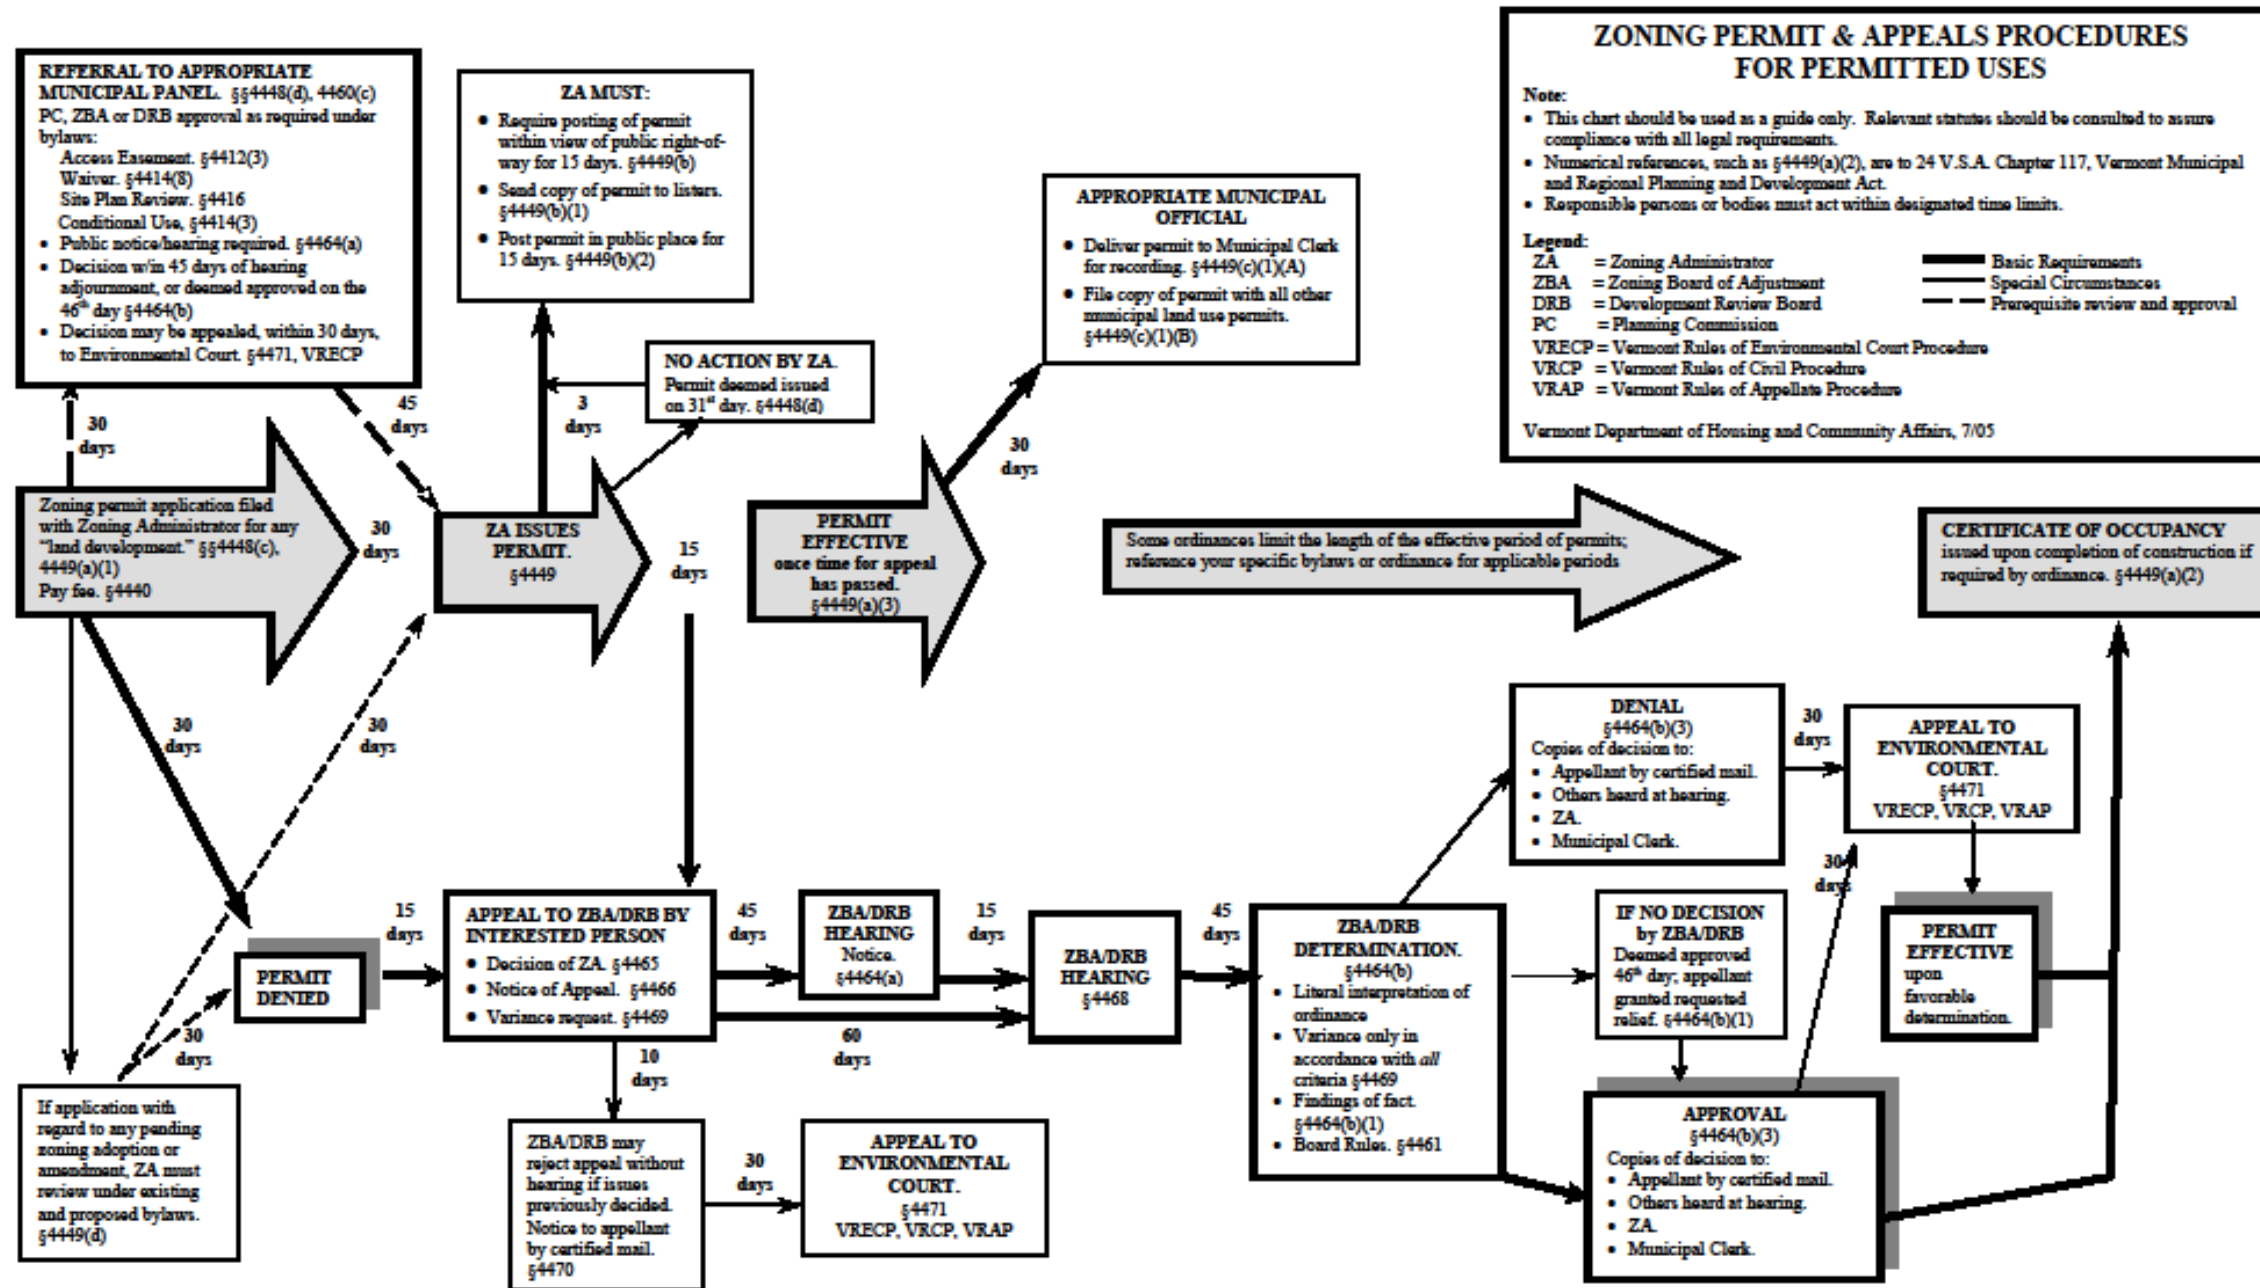 ZONING PERMIT & APPEALS PROCEDURES
FOR PERMITTED USES
Note:
• This chart should be used as a guide only. Relevant statutes should be consulted to assure
compliance with all legal requirements.
• Numerical references, such as §4449(a)(2), are to 24 V.S.A. Chapter 117, Vermont Municipal
and Regional Planning and Development Act.
• Responsible persons or bodies must act within designated time limits.
Legend:
ZA = Zoning Administrator
ZBA = Zoning Board of Adjustment
DRB = Development Review Board
PC = Planning Commission
VRECP = Vermont Rules of Environmental Court Procedure
VRCP = Vermont Rules of Civil Procedure
VRAP = Vermont Rules of Appellate Procedure
Basic Requirements
Special Circumstances
Prerequisite review and approval
Vermont Department of Housing and Community Affairs, 7/05
REFERRAL TO APPROPRIATE
MUNICIPAL PANEL. §§4448(d), 4460(c)
PC, ZBA or DRB approval as required under
bylaws:
Access Easement. §4412(3)
Waiver. §4414(8)
Site Plan Review. §4416
Conditional Use, §4414(3)
• Public notice/hearing required. §4464(a)
• Decision w/in 45 days of hearing
adjournment, or deemed approved on the
46th day §4464(b)
• Decision may be appealed, within 30 days,
to Environmental Court. §4471, VRECP
ZA MUST:
• Require posting of permit
within view of public right-of-
way for 15 days. §4449(b)
• Send copy of permit to listers.
§4449(b)(1)
• Post permit in public place for
15 days. §4449(b)(2)
NO ACTION BY ZA.
Permit deemed issued
on 31st day. §4448(d)
APPROPRIATE MUNICIPAL
OFFICIAL
• Deliver permit to Municipal Clerk
for recording. §4449(c)(1)(A)
• File copy of permit with all other
municipal land use permits.
§4449(c)(1)(B)
30
days
45
days
3
days
30
days
Zoning permit application filed
with Zoning Administrator for any
"land development." §§4448(c),
4449(a)(1)
Pay fee. §4440
30
days
ZA ISSUES
PERMIT.
§4449
15
days
PERMIT
EFFECTIVE
once time for appeal
has passed.
§4449(a)(3)
Some ordinances limit the length of the effective period of permits;
reference your specific bylaws or ordinance for applicable periods
CERTIFICATE OF OCCUPANCY
issued upon completion of construction if
required by ordinance. §4449(a)(2)
30
days
30
days
PERMIT
DENIED
30
days
15
days
If application with
regard to any pending
zoning adoption or
amendment, ZA must
review under existing
and proposed bylaws.
§4449(d)
APPEAL TO ZBA/DRB BY
INTERESTED PERSON
• Decision of ZA. §4465
• Notice of Appeal. §4466
• Variance request. §4469
45
days
ZBA/DRB
HEARING
Notice.
§4464(a)
15
days
60
days
ZBA/DRB
HEARING
§4468
45
days
10
days
ZBA/DRB may
reject appeal without
hearing if issues
previously decided.
Notice to appellant
by certified mail.
§4470
30
days
APPEAL TO
ENVIRONMENTAL
COURT.
§4471
VRECP, VRCP, VRAP
ZBA/DRB
DETERMINATION.
§4464(b)
• Literal interpretation of
ordinance
• Variance only in
accordance with all
criteria §4469
• Findings of fact.
§4464(b)(1)
• Board Rules. §4461
DENIAL
§4464(b)(3)
Copies of decision to:
• Appellant by certified mail.
• Others heard at hearing.
• ZA.
• Municipal Clerk.
30
days
APPEAL TO
ENVIRONMENTAL
COURT.
§4471
VRECP, VRCP, VRAP
IF NO DECISION
by ZBA/DRB
Deemed approved
46th day; appellant
granted requested
relief. §4464(b)(1)
30
days
PERMIT
EFFECTIVE
upon
favorable
determination.
APPROVAL
§4464(b)(3)
Copies of decision to:
• Appellant by certified mail.
• Others heard at hearing.
• ZA.
• Municipal Clerk.